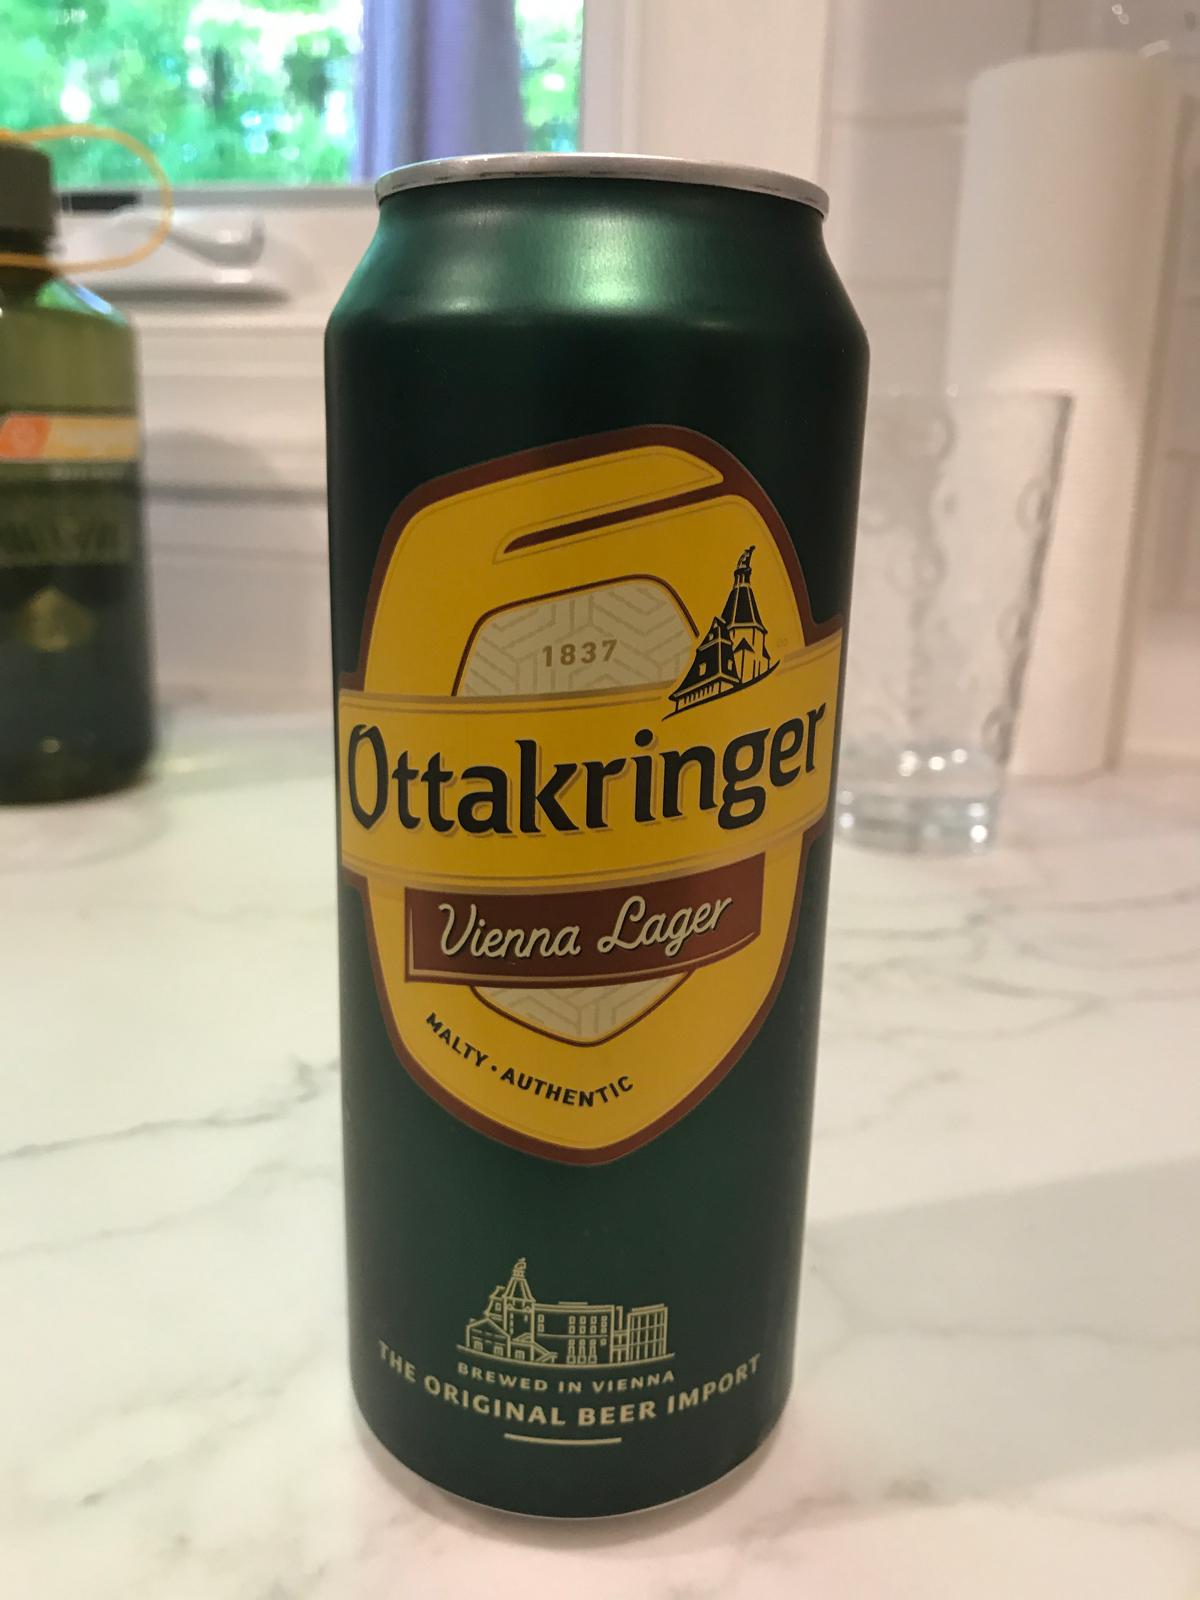 1837
Ottakringer
Vienna Lager
MALTY · AUTHENTIC
BREWED IN VIENNA
THE ORIGINAL BEER IMPORT